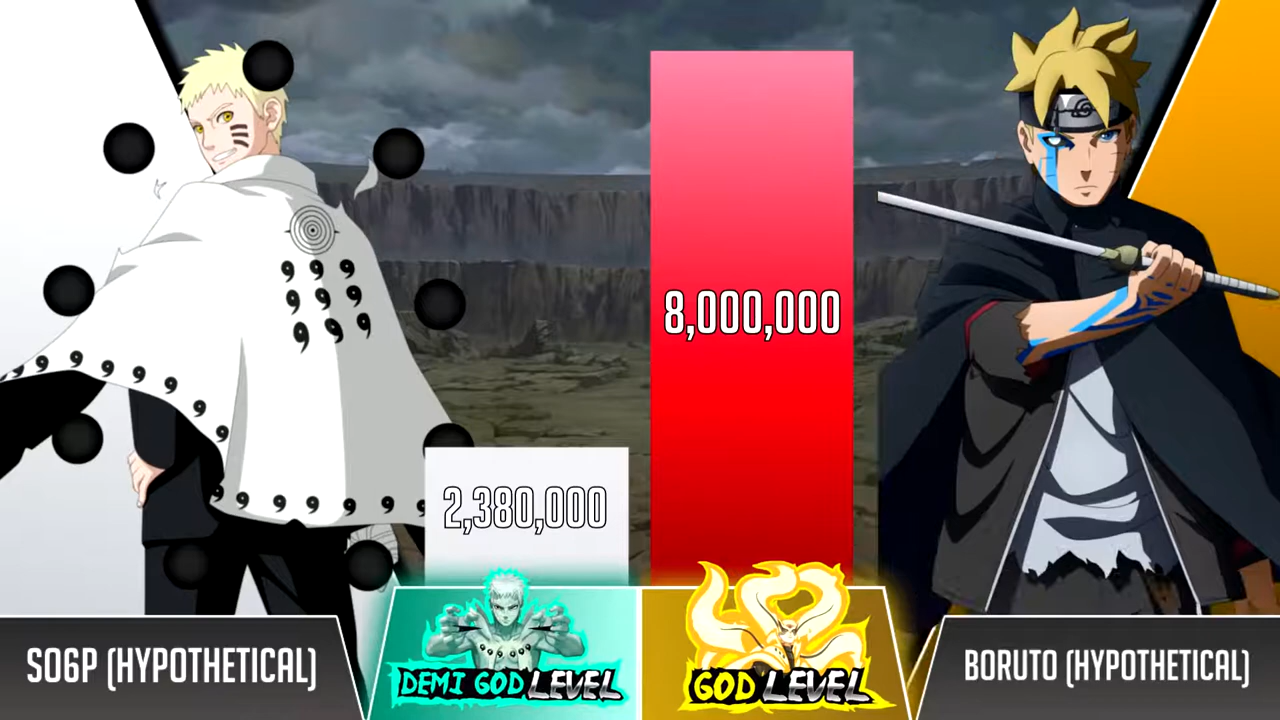 8,000,000
2,380,000
SO6P (HYPOTHETICAL)
DEMI GOD LEVEL
GOD LEVEL
BORUTO (HYPOTHETICAL)